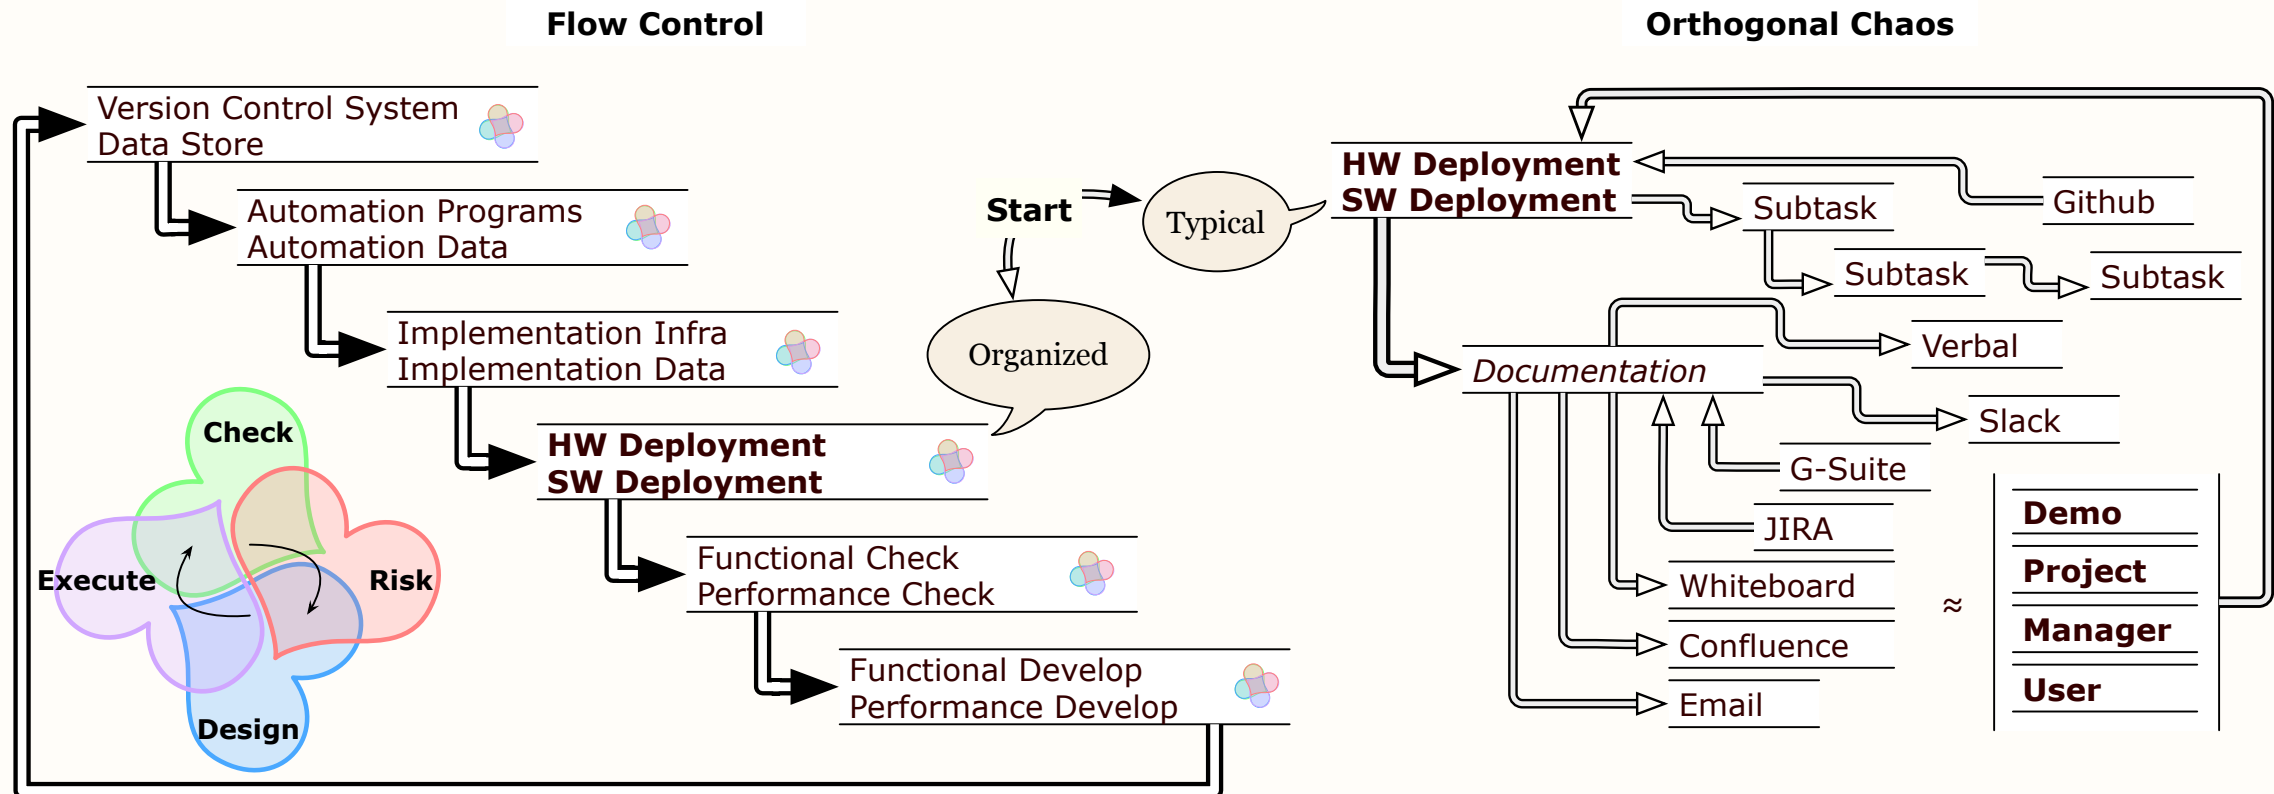 Flow Control
Version Control System
Data Store
Automation Programs
Automation Data
Implementation Infra
Implementation Data
HW Deployment
SW Deployment
Functional Check
Performance Check
Functional Develop
Performance Develop
Check
Execute
Risk
Design
Start
Typical
Organized
Orthogonal Chaos
HW Deployment
SW Deployment
Github
Subtask
Subtask
Subtask
Verbal
Documentation
Slack
G-Suite
JIRA
Whiteboard
Confluence
Email
≈
Demo
Project
Manager
User